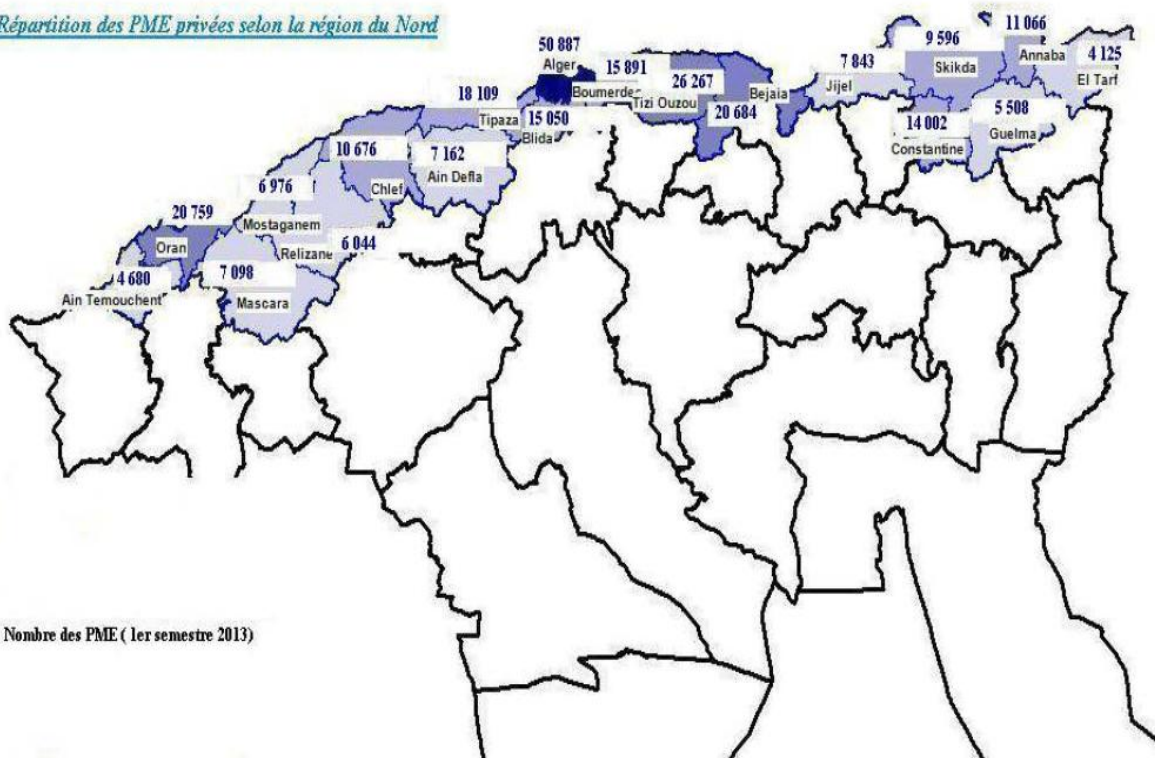 Répartition des PME privées selon la région du Nord
50 887
Alger
15 891
Boumerdes
26 267
Tizi Ouzou
Bejaia
20 684
7 843
Jijel
9 596
Skikda
11 066
Annaba
4 125
El Tarf
5 508
Guelma
14 002
Constantine
18 109
Tipaza
15 050
Blida
10 676
Chlef
7 162
Ain Defla
6 976
Mostaganem
Relizane
6 044
20 759
Oran
4 680
Ain Temouchent
7 098
Mascara
Nombre des PME ( 1er semestre 2013)